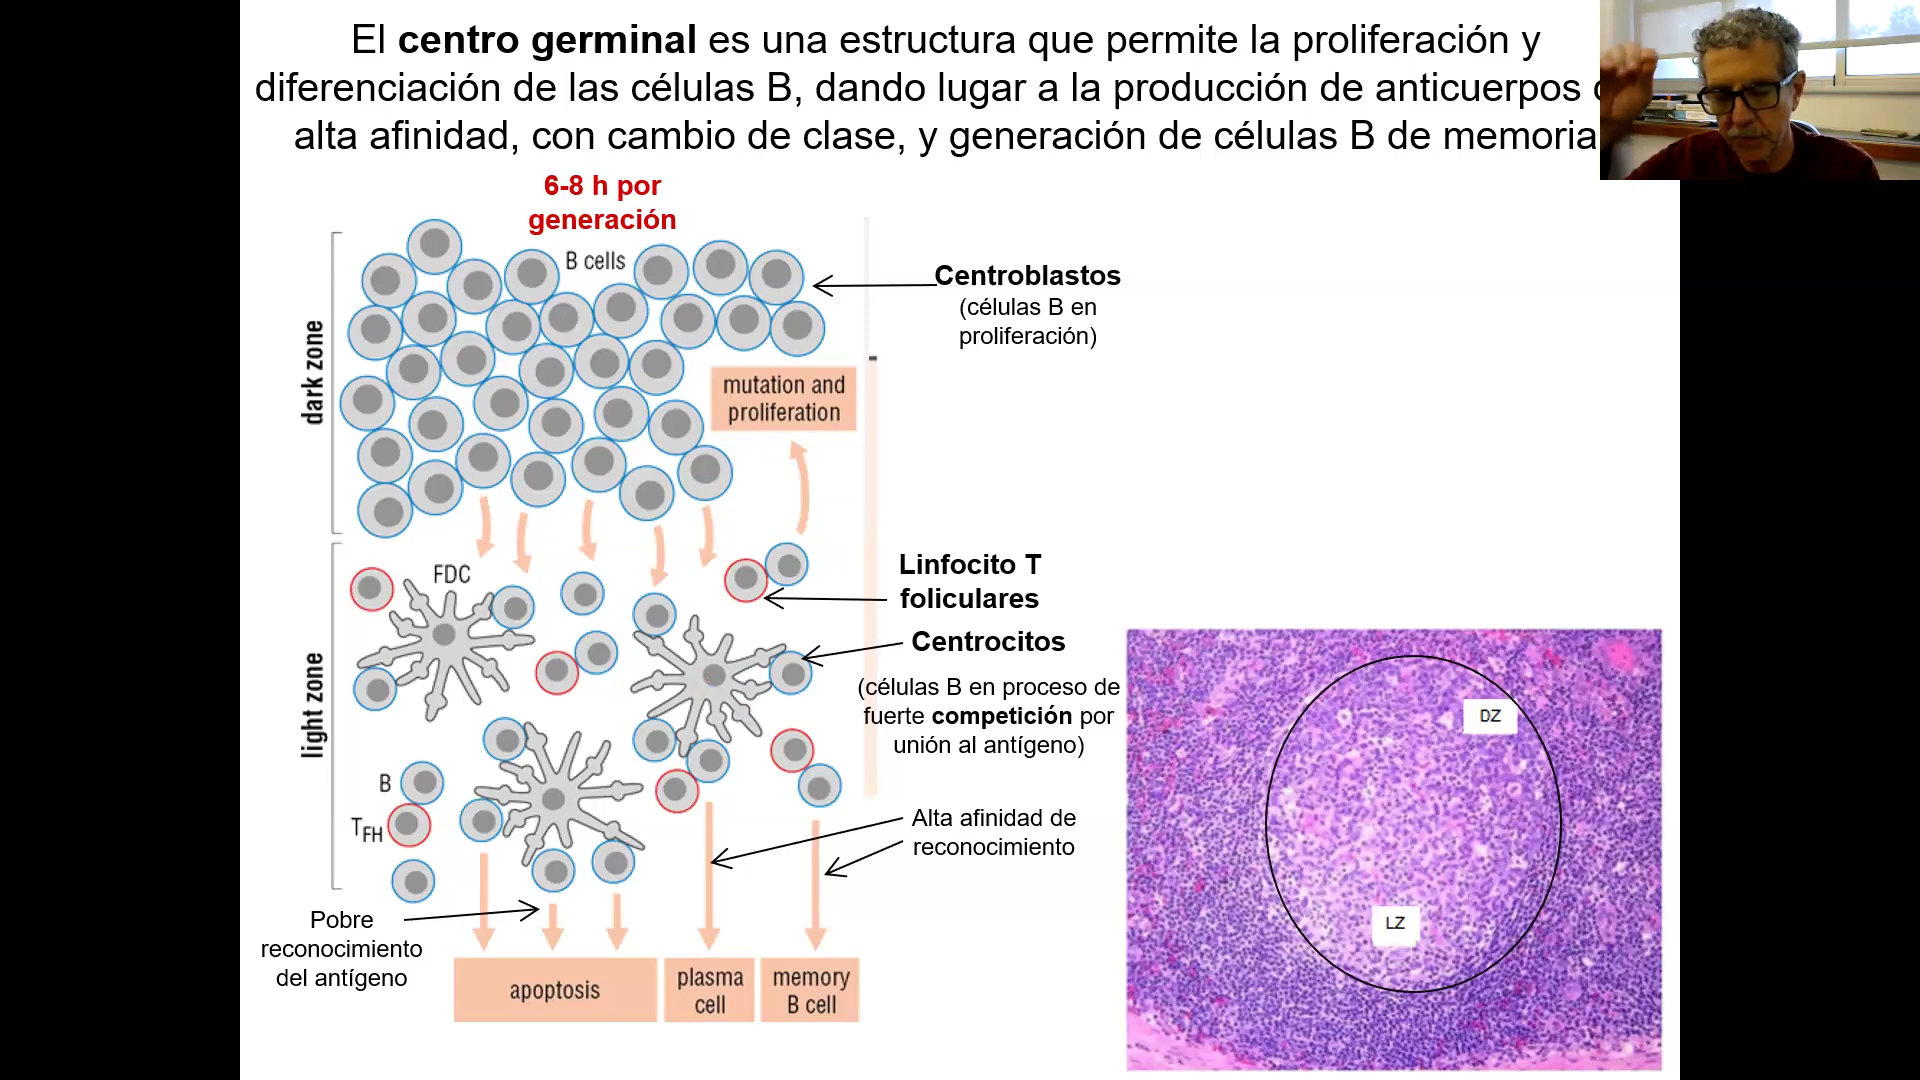 El centro germinal es una estructura que permite la proliferación y
diferenciación de las células B, dando lugar a la producción de anticuerpos
alta afinidad, con cambio de clase, y generación de células B de memoria
6-8 h por
generación
B cells
Centroblastos
(células B en
proliferación)
dark zone
mutation and
proliferation
FDC
Linfocito T
foliculares
Centrocitos
(células B en proceso de
fuerte competición por
unión al antígeno)
light zone
B
TFH
Alta afinidad de
reconocimiento
Pobre
reconocimiento
del antígeno
apoptosis
plasma
cell
memory
B cell
DZ
LZ